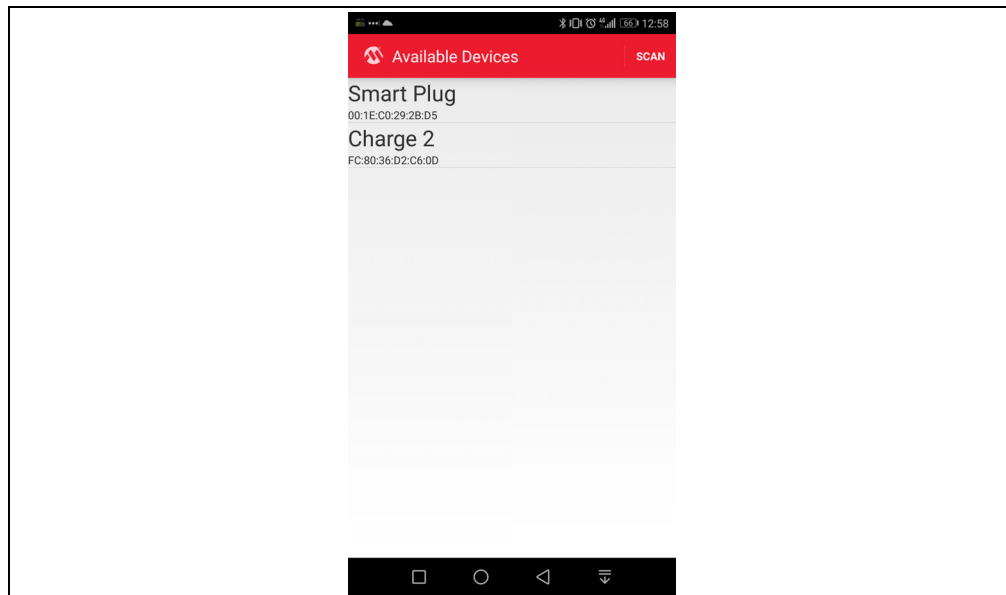 66 12:58
Available Devices SCAN
Smart Plug
00:1E:C0:29:2B:D5
Charge 2
FC:80:36:D2:C6:0D